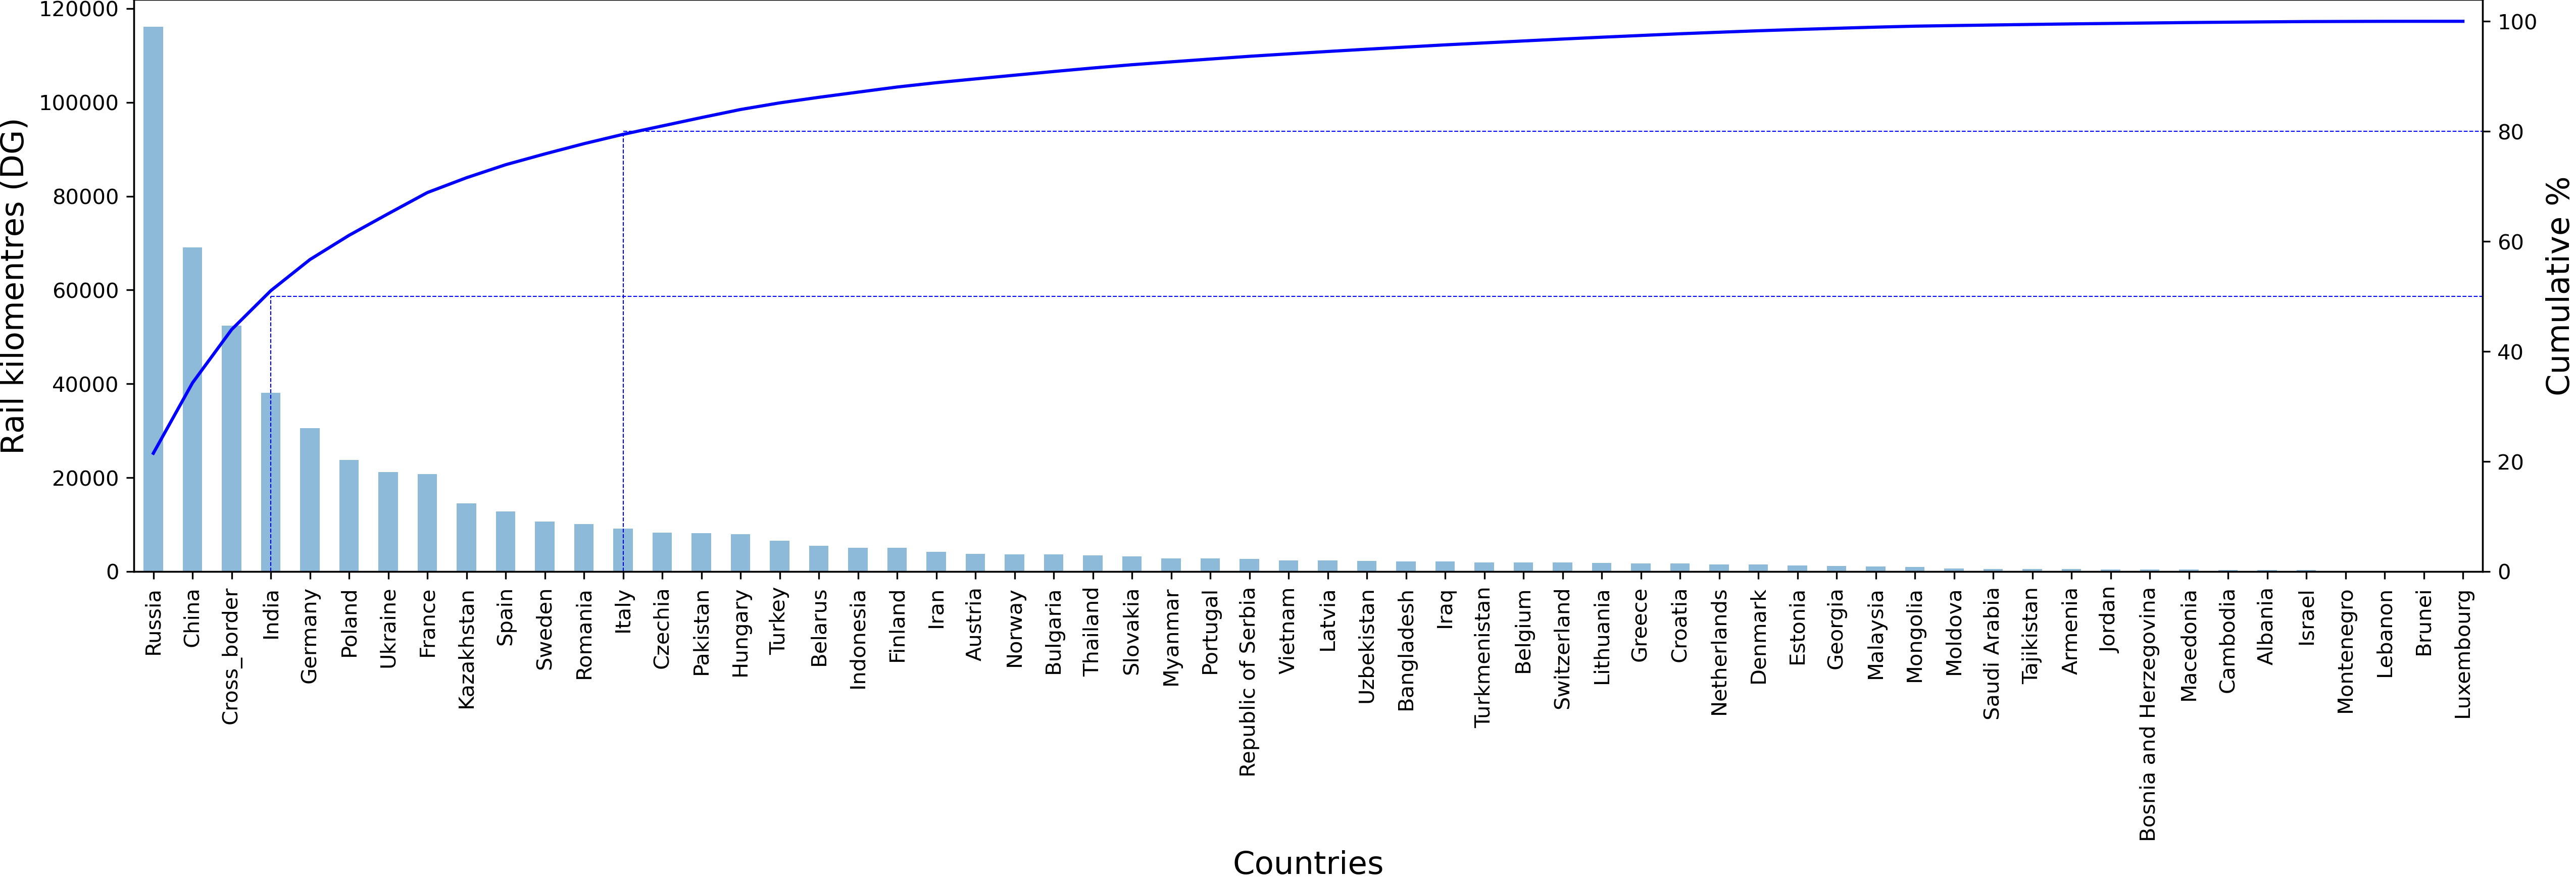 120000
100000
80000
60000
40000
20000
0
Rail kilomentres (DG)
100
80
60
40
20
0
Cumulative %
Russia
China
Cross_border
India
Germany
Poland
Ukraine
France
Kazakhstan
Spain
Sweden
Romania
Italy
Czechia
Pakistan
Hungary
Turkey
Belarus
Indonesia
Finland
Iran
Austria
Norway
Bulgaria
Thailand
Slovakia
Myanmar
Portugal
Republic of Serbia
Vietnam
Latvia
Uzbekistan
Bangladesh
Iraq
Turkmenistan
Belgium
Switzerland
Lithuania
Greece
Croatia
Netherlands
Denmark
Estonia
Georgia
Malaysia
Mongolia
Moldova
Saudi Arabia
Tajikistan
Armenia
Jordan
Bosnia and Herzegovina
Macedonia
Cambodia
Albania
Israel
Montenegro
Lebanon
Brunei
Luxembourg
Countries